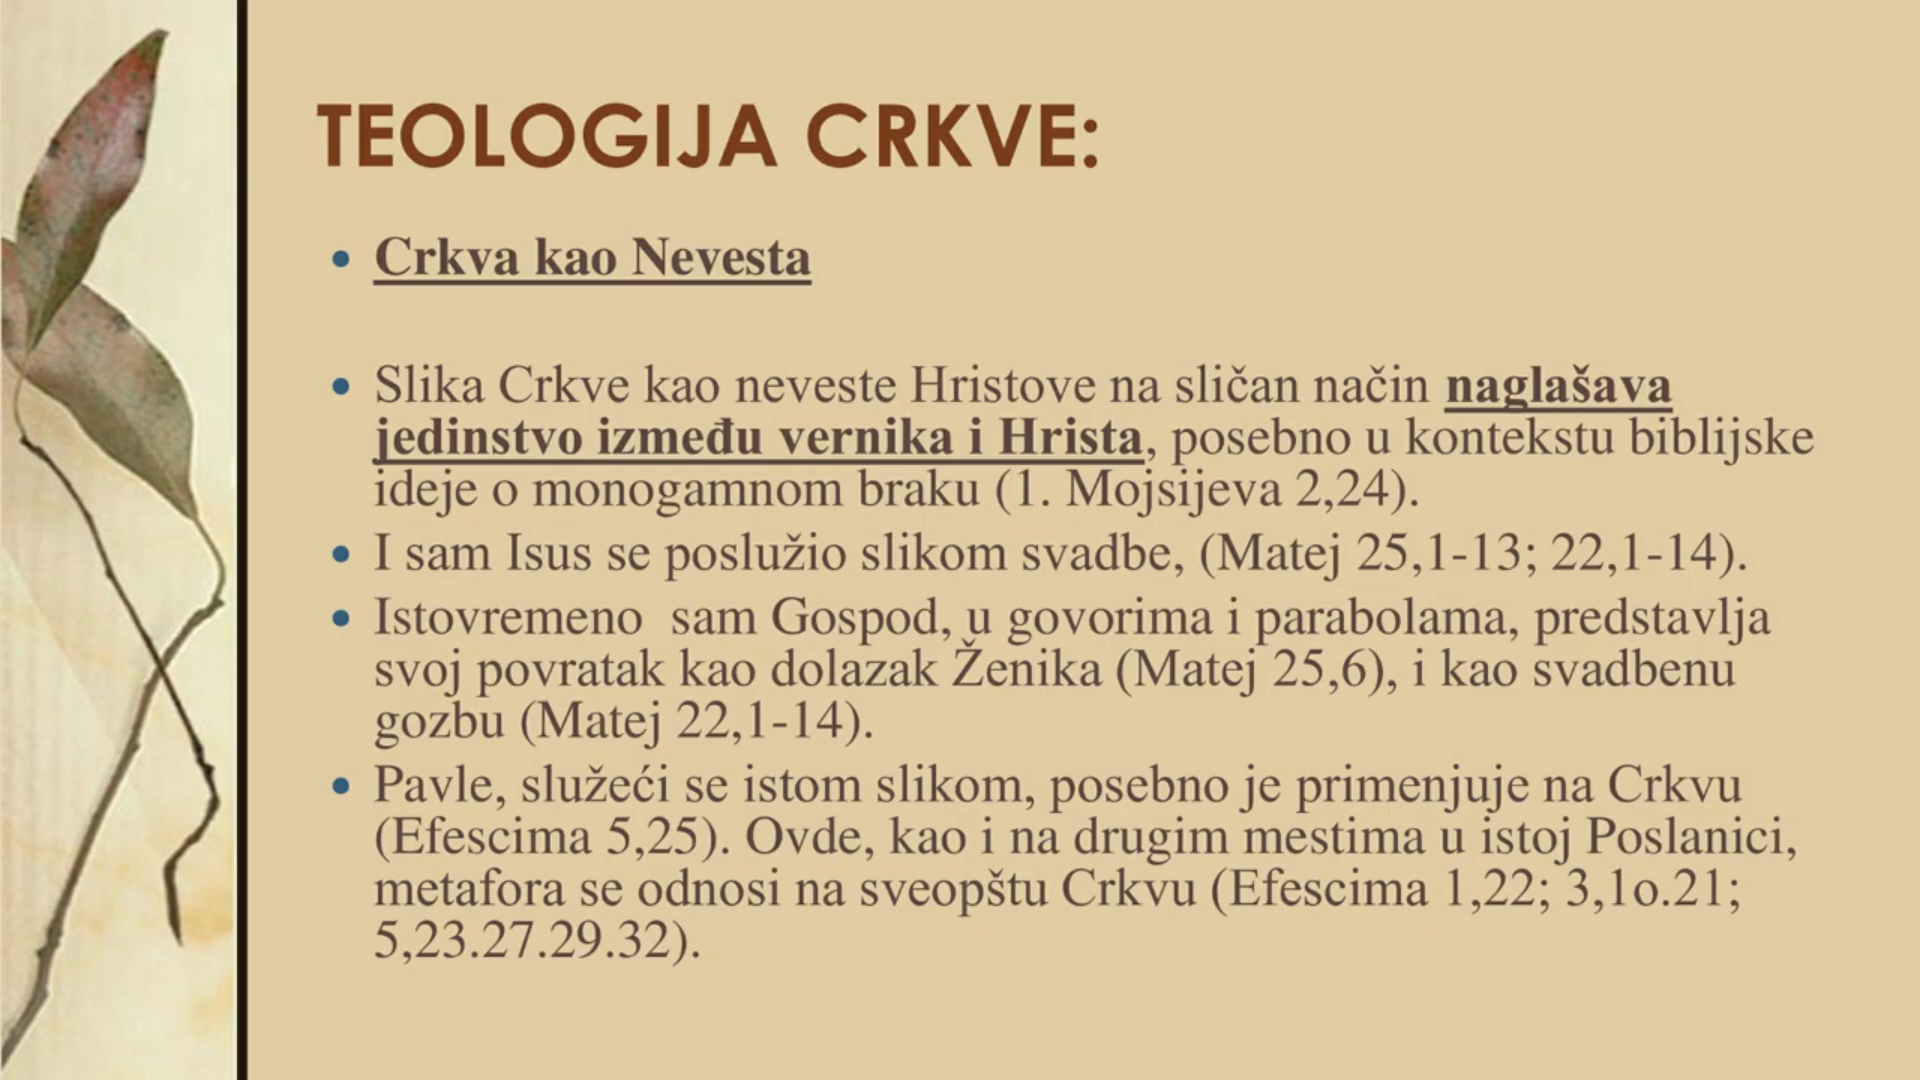 TEOLOGIJA CRKVE:
• Crkva kao Nevesta
• Slika Crkve kao neveste Hristove na sličan način naglašava
jedinstvo između vernika i Hrista, posebno u kontekstu biblijske
ideje o monogamnom braku (1. Mojsijeva 2,24).
• I sam Isus se poslužio slikom svadbe, (Matej 25,1-13; 22,1-14).
• Istovremeno  sam Gospod, u govorima i parabolama, predstavlja
svoj povratak kao dolazak Ženika (Matej 25,6), i kao svadbenu
gozbu (Matej 22,1-14).
• Pavle, služeći se istom slikom, posebno je primenjuje na Crkvu
(Efescima 5,25). Ovde, kao i na drugim mestima u istoj Poslanici,
metafora se odnosi na sveopštu Crkvu (Efescima 1,22; 3,1o.21;
5,23.27.29.32).